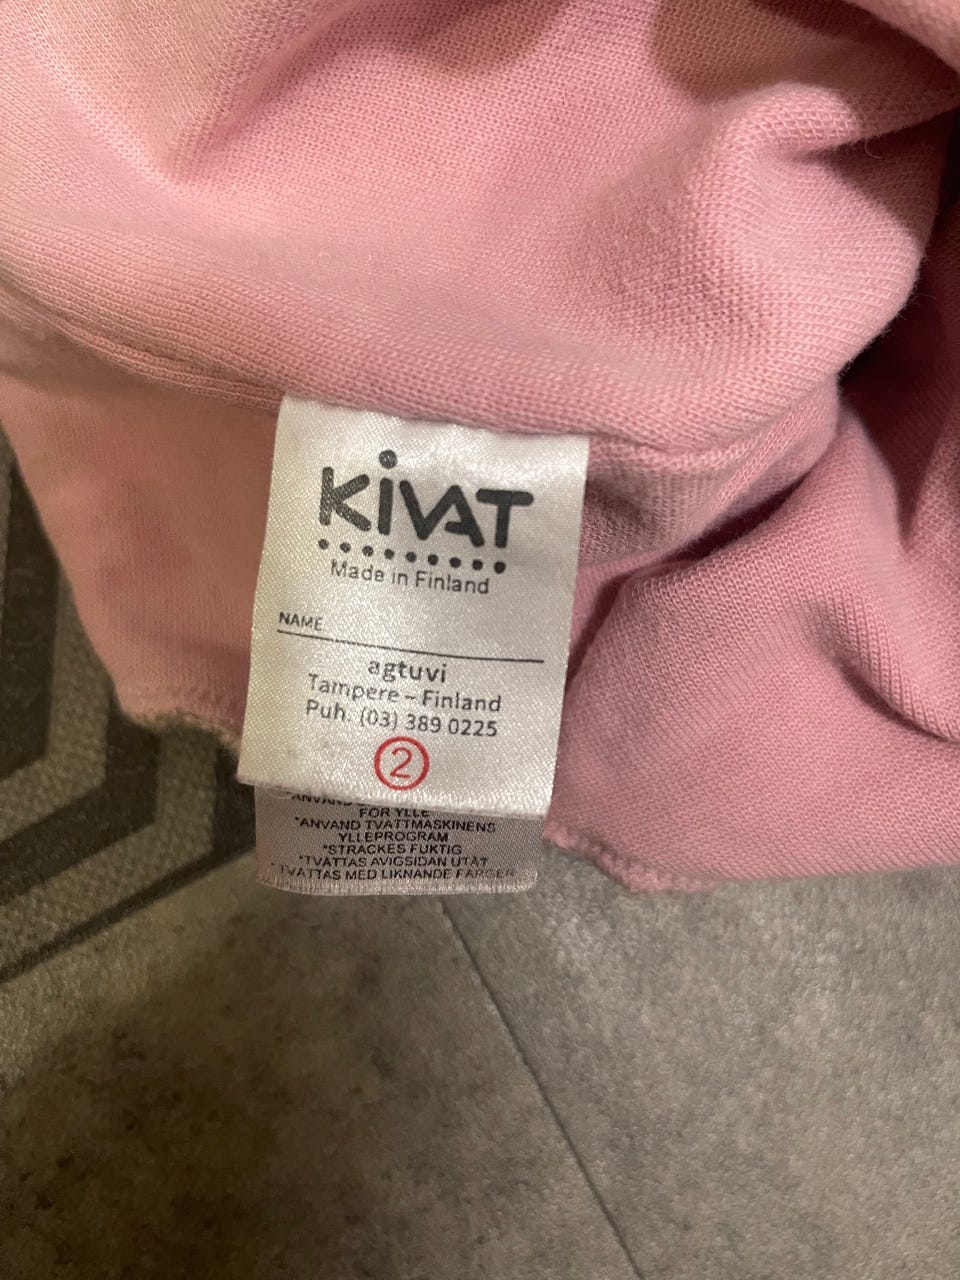 KiVAT
Made in Finland
NAME
agtuvi
Tampere – Finland
Puh. (03) 389 0225
2
FÖR YLLE
*ANVÄND TVÄTTMASKINENS
YLLEPROGRAM
*STRÄCKES FUKTIG
*TVÄTTAS AVIGSIDAN UTÅT
*TVÄTTAS MED LIKNANDE FÄRGER